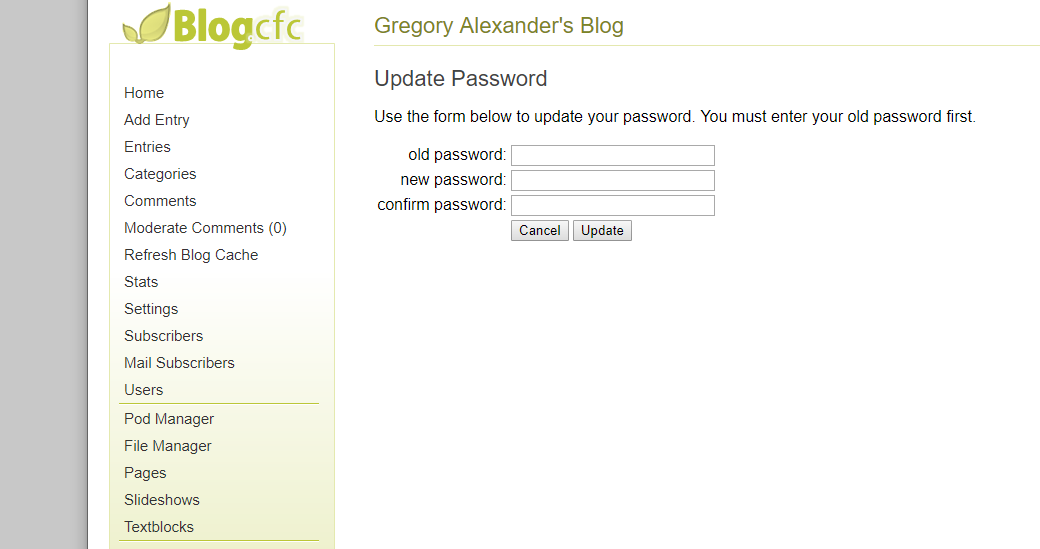 Blog.cfc
Home
Add Entry
Entries
Categories
Comments
Moderate Comments (0)
Refresh Blog Cache
Stats
Settings
Subscribers
Mail Subscribers
Users
Pod Manager
File Manager
Pages
Slideshows
Textblocks
Gregory Alexander's Blog
Update Password
Use the form below to update your password. You must enter your old password first.
old password:
new password:
confirm password:
Cancel Update